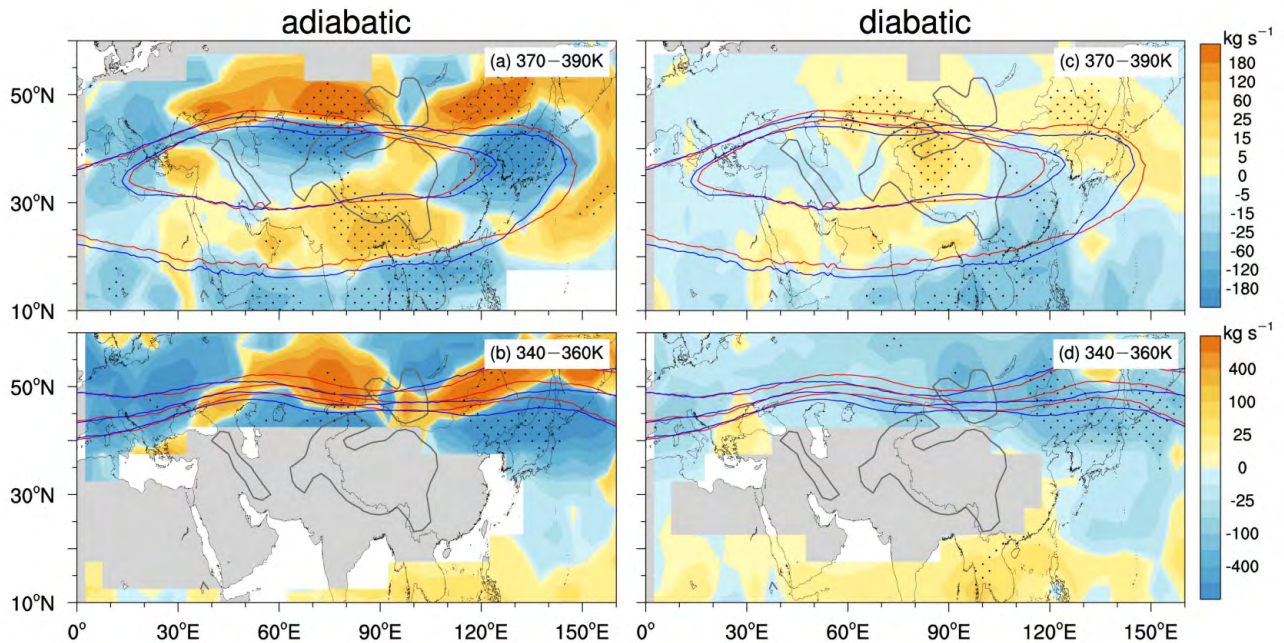 adiabatic
diabatic
(a) 370−390K
(c) 370−390K
kg s⁻¹
180
120
60
30
15
5
0
-5
-15
-25
-60
-120
-180
50°N
30°N
10°N
(b) 340−360K
(d) 340−360K
kg s⁻¹
400
100
25
0
-25
-100
-400
50°N
30°N
10°N
0
30°E
60°E
90°E
120°E
150°E
0
30°E
60°E
90°E
120°E
150°E